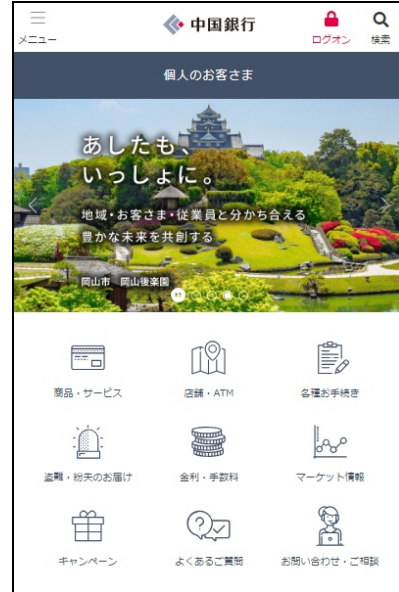 中国銀行
メニュー
ログオン
検索
個人のお客さま
あしたも、
いっしょに。
地域・お客さま・従業員と分かち合える
豊かな未来を共創する
岡山市 岡山後楽園
商品・サービス
店舗・ATM
各種お手続き
盗難・紛失のお届け
金利・手数料
マーケット情報
キャンペーン
よくあるご質問
お問い合わせ・ご相談